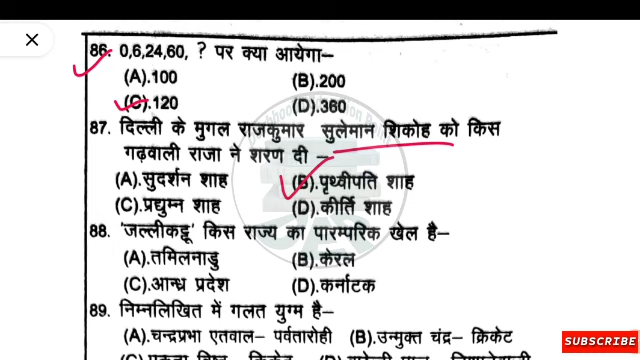 86. 0,6,24,60, ? पर क्या आयेगा–
(A).100 (B).200
(C).120 (D).360
87. दिल्ली के मुगल राजकुमार सुलेमान शिकोह को किस
गढ़वाली राजा ने शरण दी –
(A).सुदर्शन शाह (B).पृथ्वीपति शाह
(C).प्रद्युम्न शाह (D).कीर्ति शाह
88. 'जल्लीकट्टू' किस राज्य का पारम्परिक खेल है–
(A).तमिलनाडु (B).केरल
(C).आन्ध्र प्रदेश (D).कर्नाटक
89. निम्नलिखित में गलत युग्म है–
(A).चन्द्रप्रभा एतवाल– पर्वतारोही (B).उन्मुक्त चंद्र– क्रिकेट
SUBSCRIBE